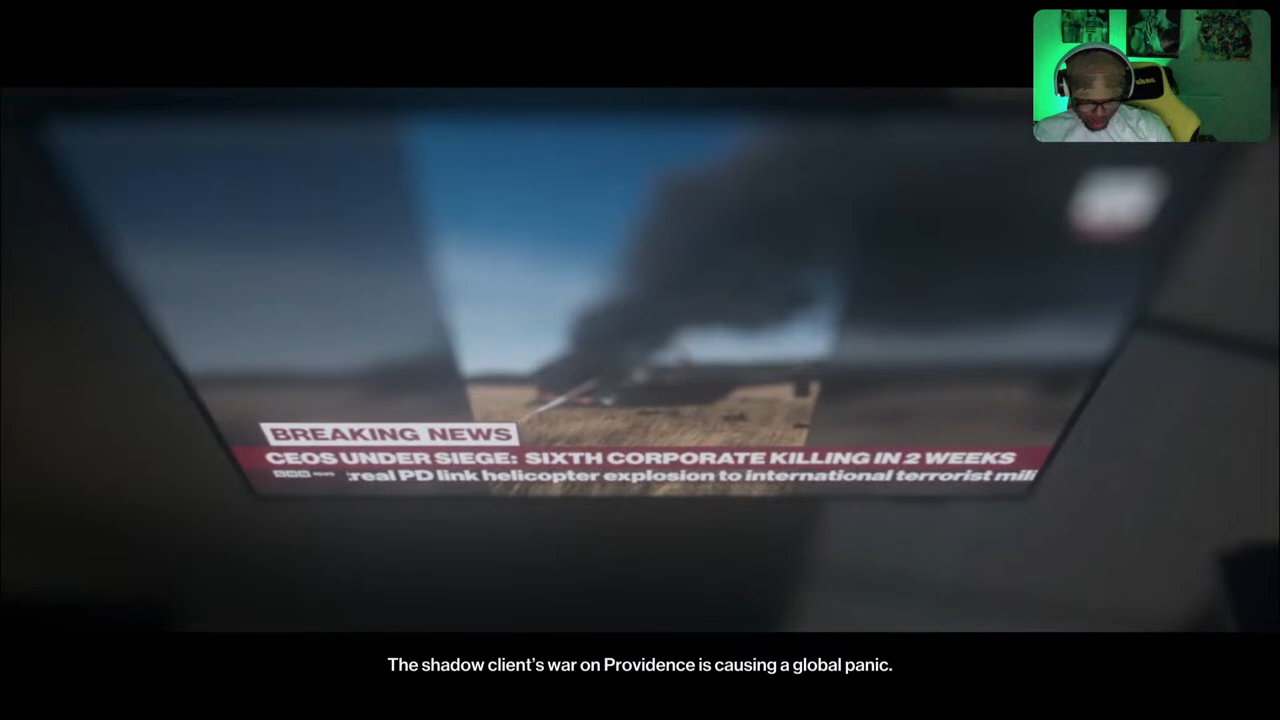 BREAKING NEWS
CEOS UNDER SIEGE: SIXTH CORPORATE KILLING IN 2 WEEKS
real PD link helicopter explosion to international terrorist mili
The shadow client's war on Providence is causing a global panic.